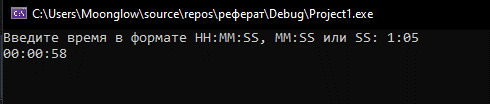 C:\Users\Moonglow\source\repos\реферат\Debug\Project1.exe
Введите время в формате HH:MM:SS, MM:SS или SS: 1:05
00:00:58